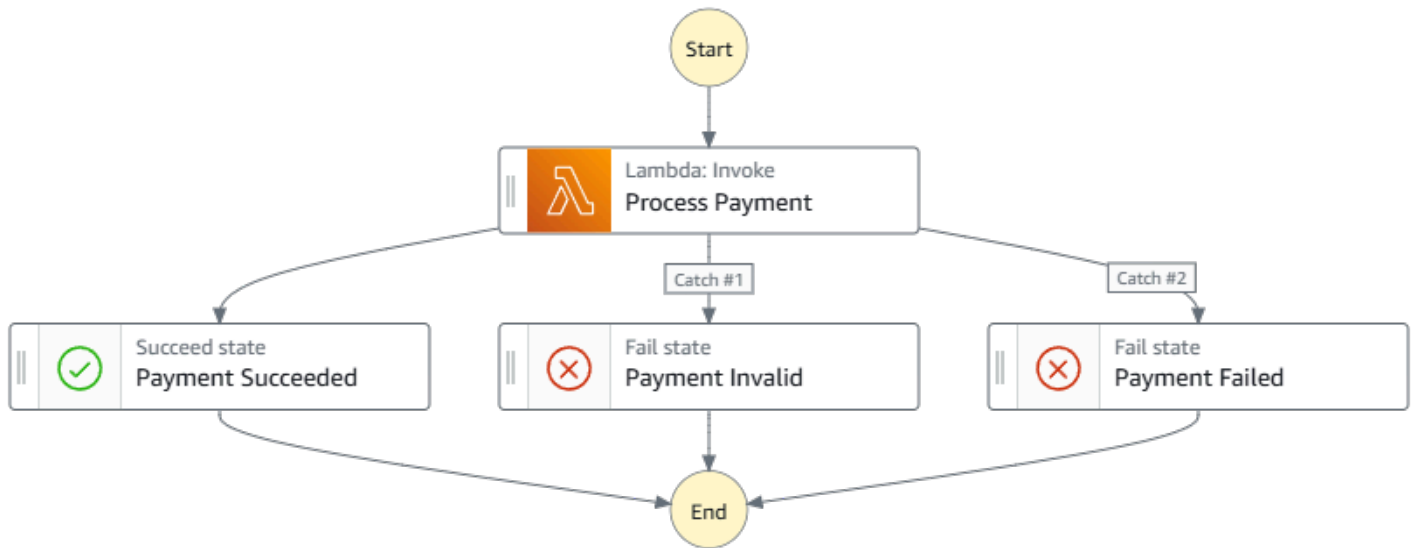 Start
Lambda: Invoke
Process Payment
Catch #1
Catch #2
Succeed state
Payment Succeeded
Fail state
Payment Invalid
Fail state
Payment Failed
End